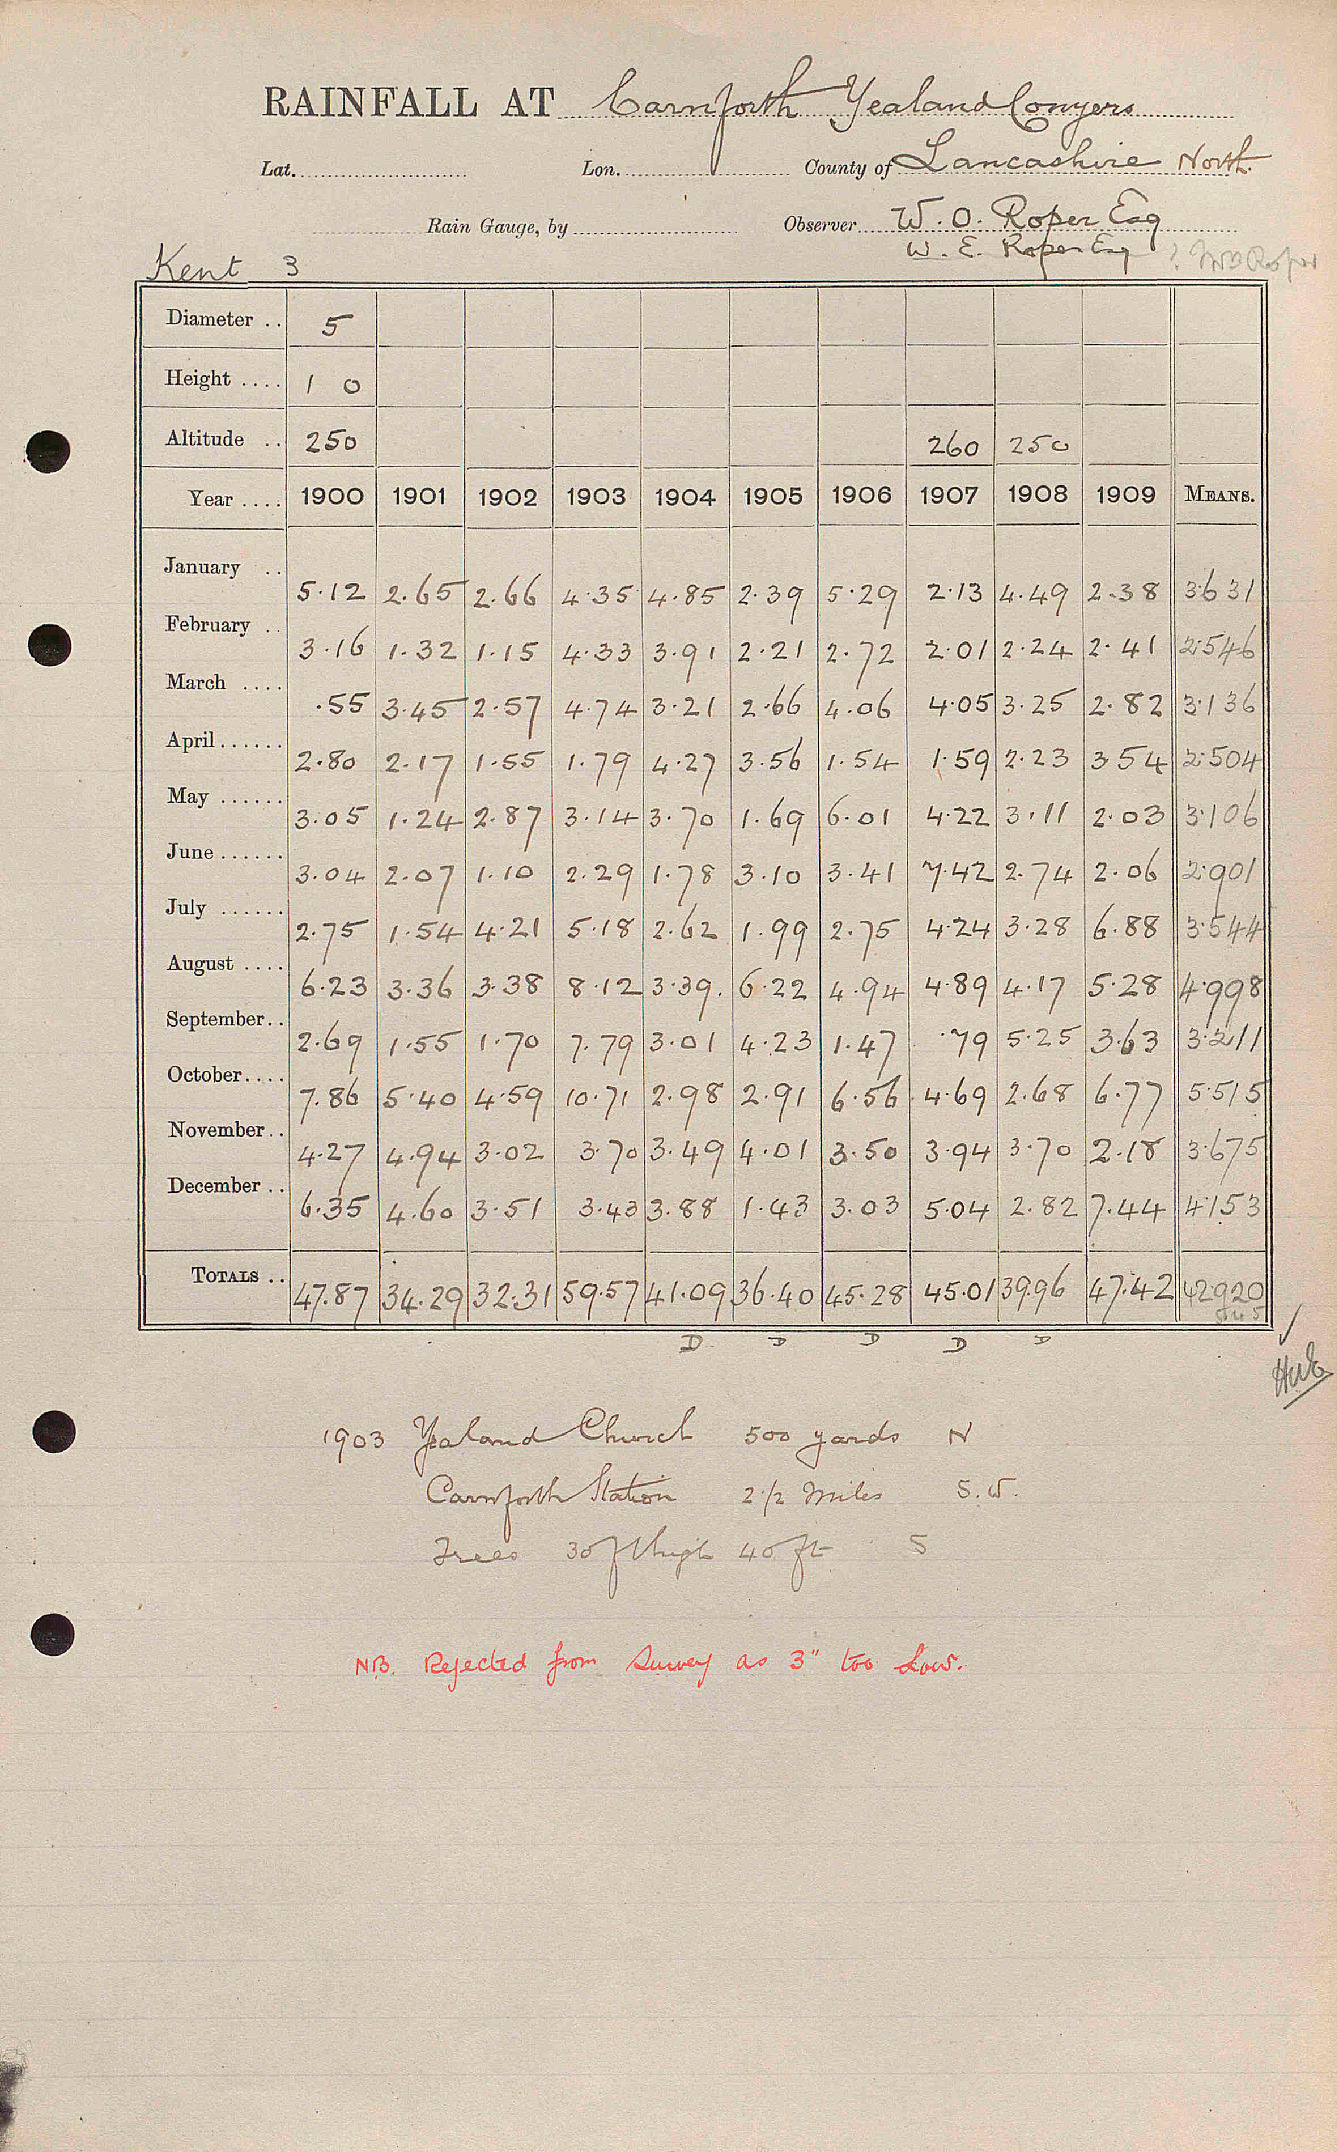 RAINFALL AT Carnforth Yealand Conyers
Lat. Lon. County of Lancashire North.
Rain Gauge, by Observer W. O. Roper Esq
W. E. Roper Esq
Kent 3
Diameter .. 5
Height .... 1 0
Altitude .. 250 260 250
Year .... 1900 1901 1902 1903 1904 1905 1906 1907 1908 1909 MEANS.
January .. 5.12 2.65 2.66 4.35 4.85 2.39 5.29 2.13 4.49 2.38 3.631
February .. 3.16 1.32 1.15 4.33 3.91 2.21 2.72 2.01 2.24 2.41 2.546
March .... .55 3.45 2.57 4.74 3.21 2.66 4.06 4.05 3.25 2.82 3.136
April...... 2.80 2.17 1.55 1.79 4.27 3.56 1.54 1.59 2.23 3 54 2.504
May ...... 3.05 1.24 2.87 3.14 3.70 1.69 6.01 4.22 3.11 2.03 3.106
June...... 3.04 2.07 1.10 2.29 1.78 3.10 3.41 7.42 2.74 2.06 2.901
July ...... 2.75 1.54 4.21 5.18 2.62 1.99 2.75 4.24 3.28 6.88 3.544
August .... 6.23 3.36 3.38 8.12 3.39. 6.22 4.94 4.89 4.17 5.28 4.998
September.. 2.69 1.55 1.70 7.79 3.01 4.23 1.47 .79 5.25 3.63 3.211
October.... 7.86 5.40 4.59 10.71 2.98 2.91 6.56 4.69 2.68 6.77 5.515
November.. 4.27 4.94 3.02 3.70 3.49 4.01 3.50 3.94 3.70 2.18 3.675
December .. 6.35 4.60 3.51 3.43 3.88 1.43 3.03 5.04 2.82 7.44 4.153
TOTALS .. 47.87 34.29 32.31 59.57 41.09 36.40 45.28 45.01 39.96 47.42 42.920
D D D D D
1903 Yealand Church 500 yards N
Carnforth Station 2 1/2 miles S.W.
Trees 30 ft high 40 ft S
NB. Rejected from Survey as 3" too Low.